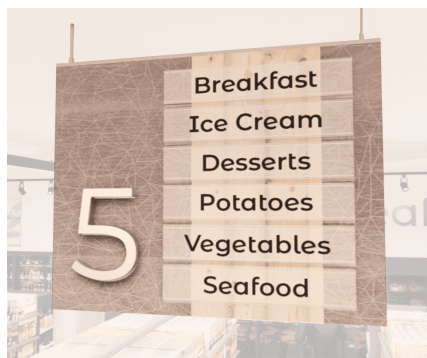 5
Breakfast
Ice Cream
Desserts
Potatoes
Vegetables
Seafood